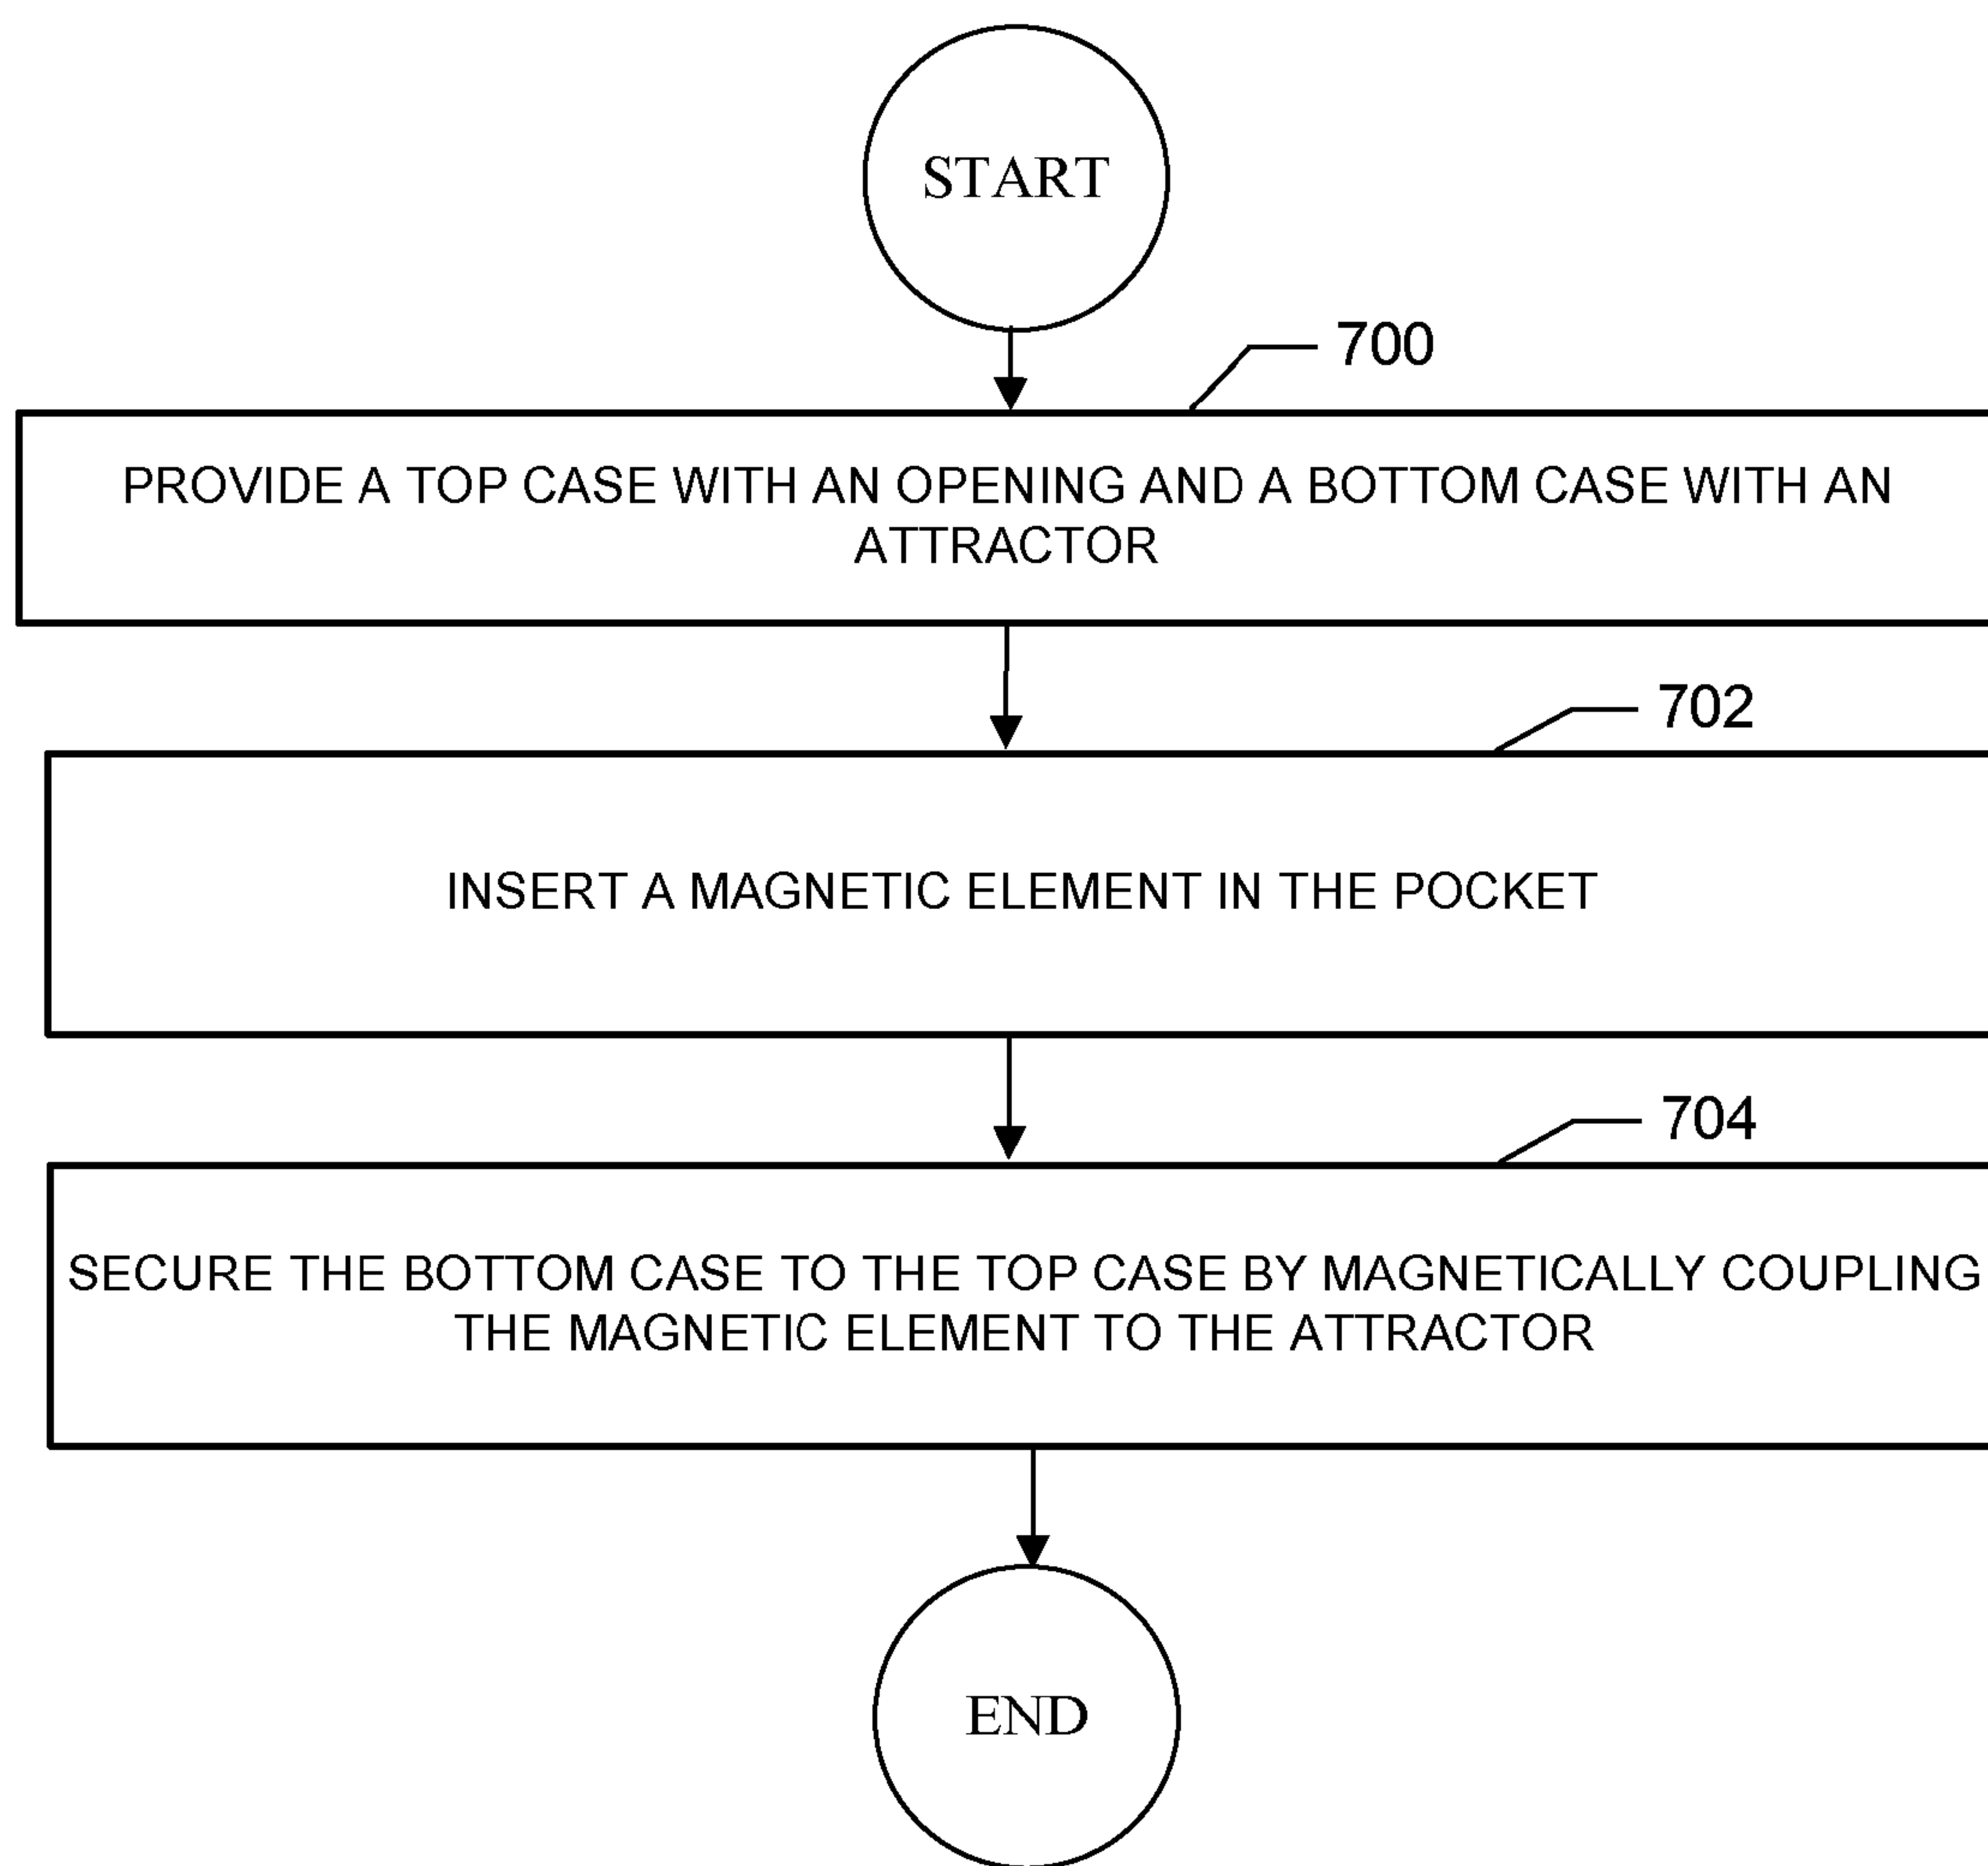 START
700
PROVIDE A TOP CASE WITH AN OPENING AND A BOTTOM CASE WITH AN
ATTRACTOR
702
INSERT A MAGNETIC ELEMENT IN THE POCKET
704
SECURE THE BOTTOM CASE TO THE TOP CASE BY MAGNETICALLY COUPLING
THE MAGNETIC ELEMENT TO THE ATTRACTOR
END